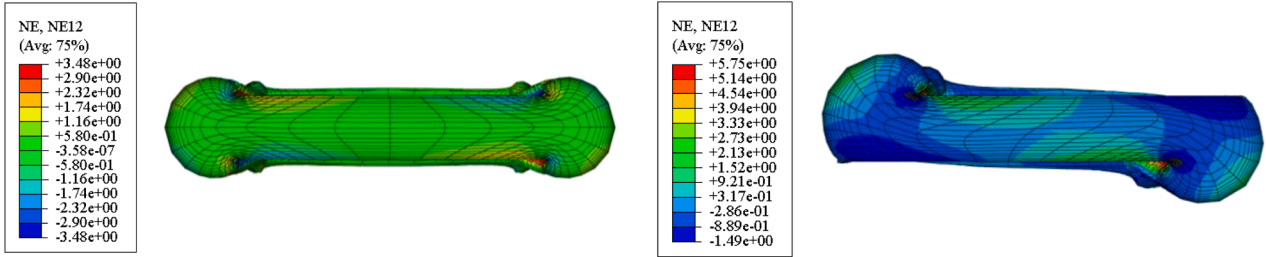 NE, NE12
(Avg: 75%)
+3.48e+00
+2.90e+00
+2.32e+00
+1.74e+00
+1.16e+00
+5.80e-01
-3.58e-07
-5.80e-01
-1.16e+00
-1.74e+00
-2.32e+00
-2.90e+00
-3.48e+00
NE, NE12
(Avg: 75%)
+5.75e+00
+5.14e+00
+4.54e+00
+3.94e+00
+3.33e+00
+2.73e+00
+2.13e+00
+1.52e+00
+9.21e-01
+3.17e-01
-2.86e-01
-8.89e-01
-1.49e+00